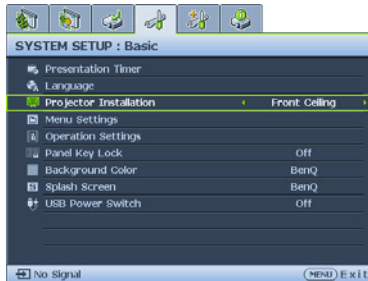 SYSTEM SETUP : Basic
Presentation Timer
Language
Projector Installation Front Ceiling
Menu Settings
Operation Settings
Panel Key Lock Off
Background Color BenQ
Splash Screen BenQ
USB Power Switch Off
No Signal MENU Exit